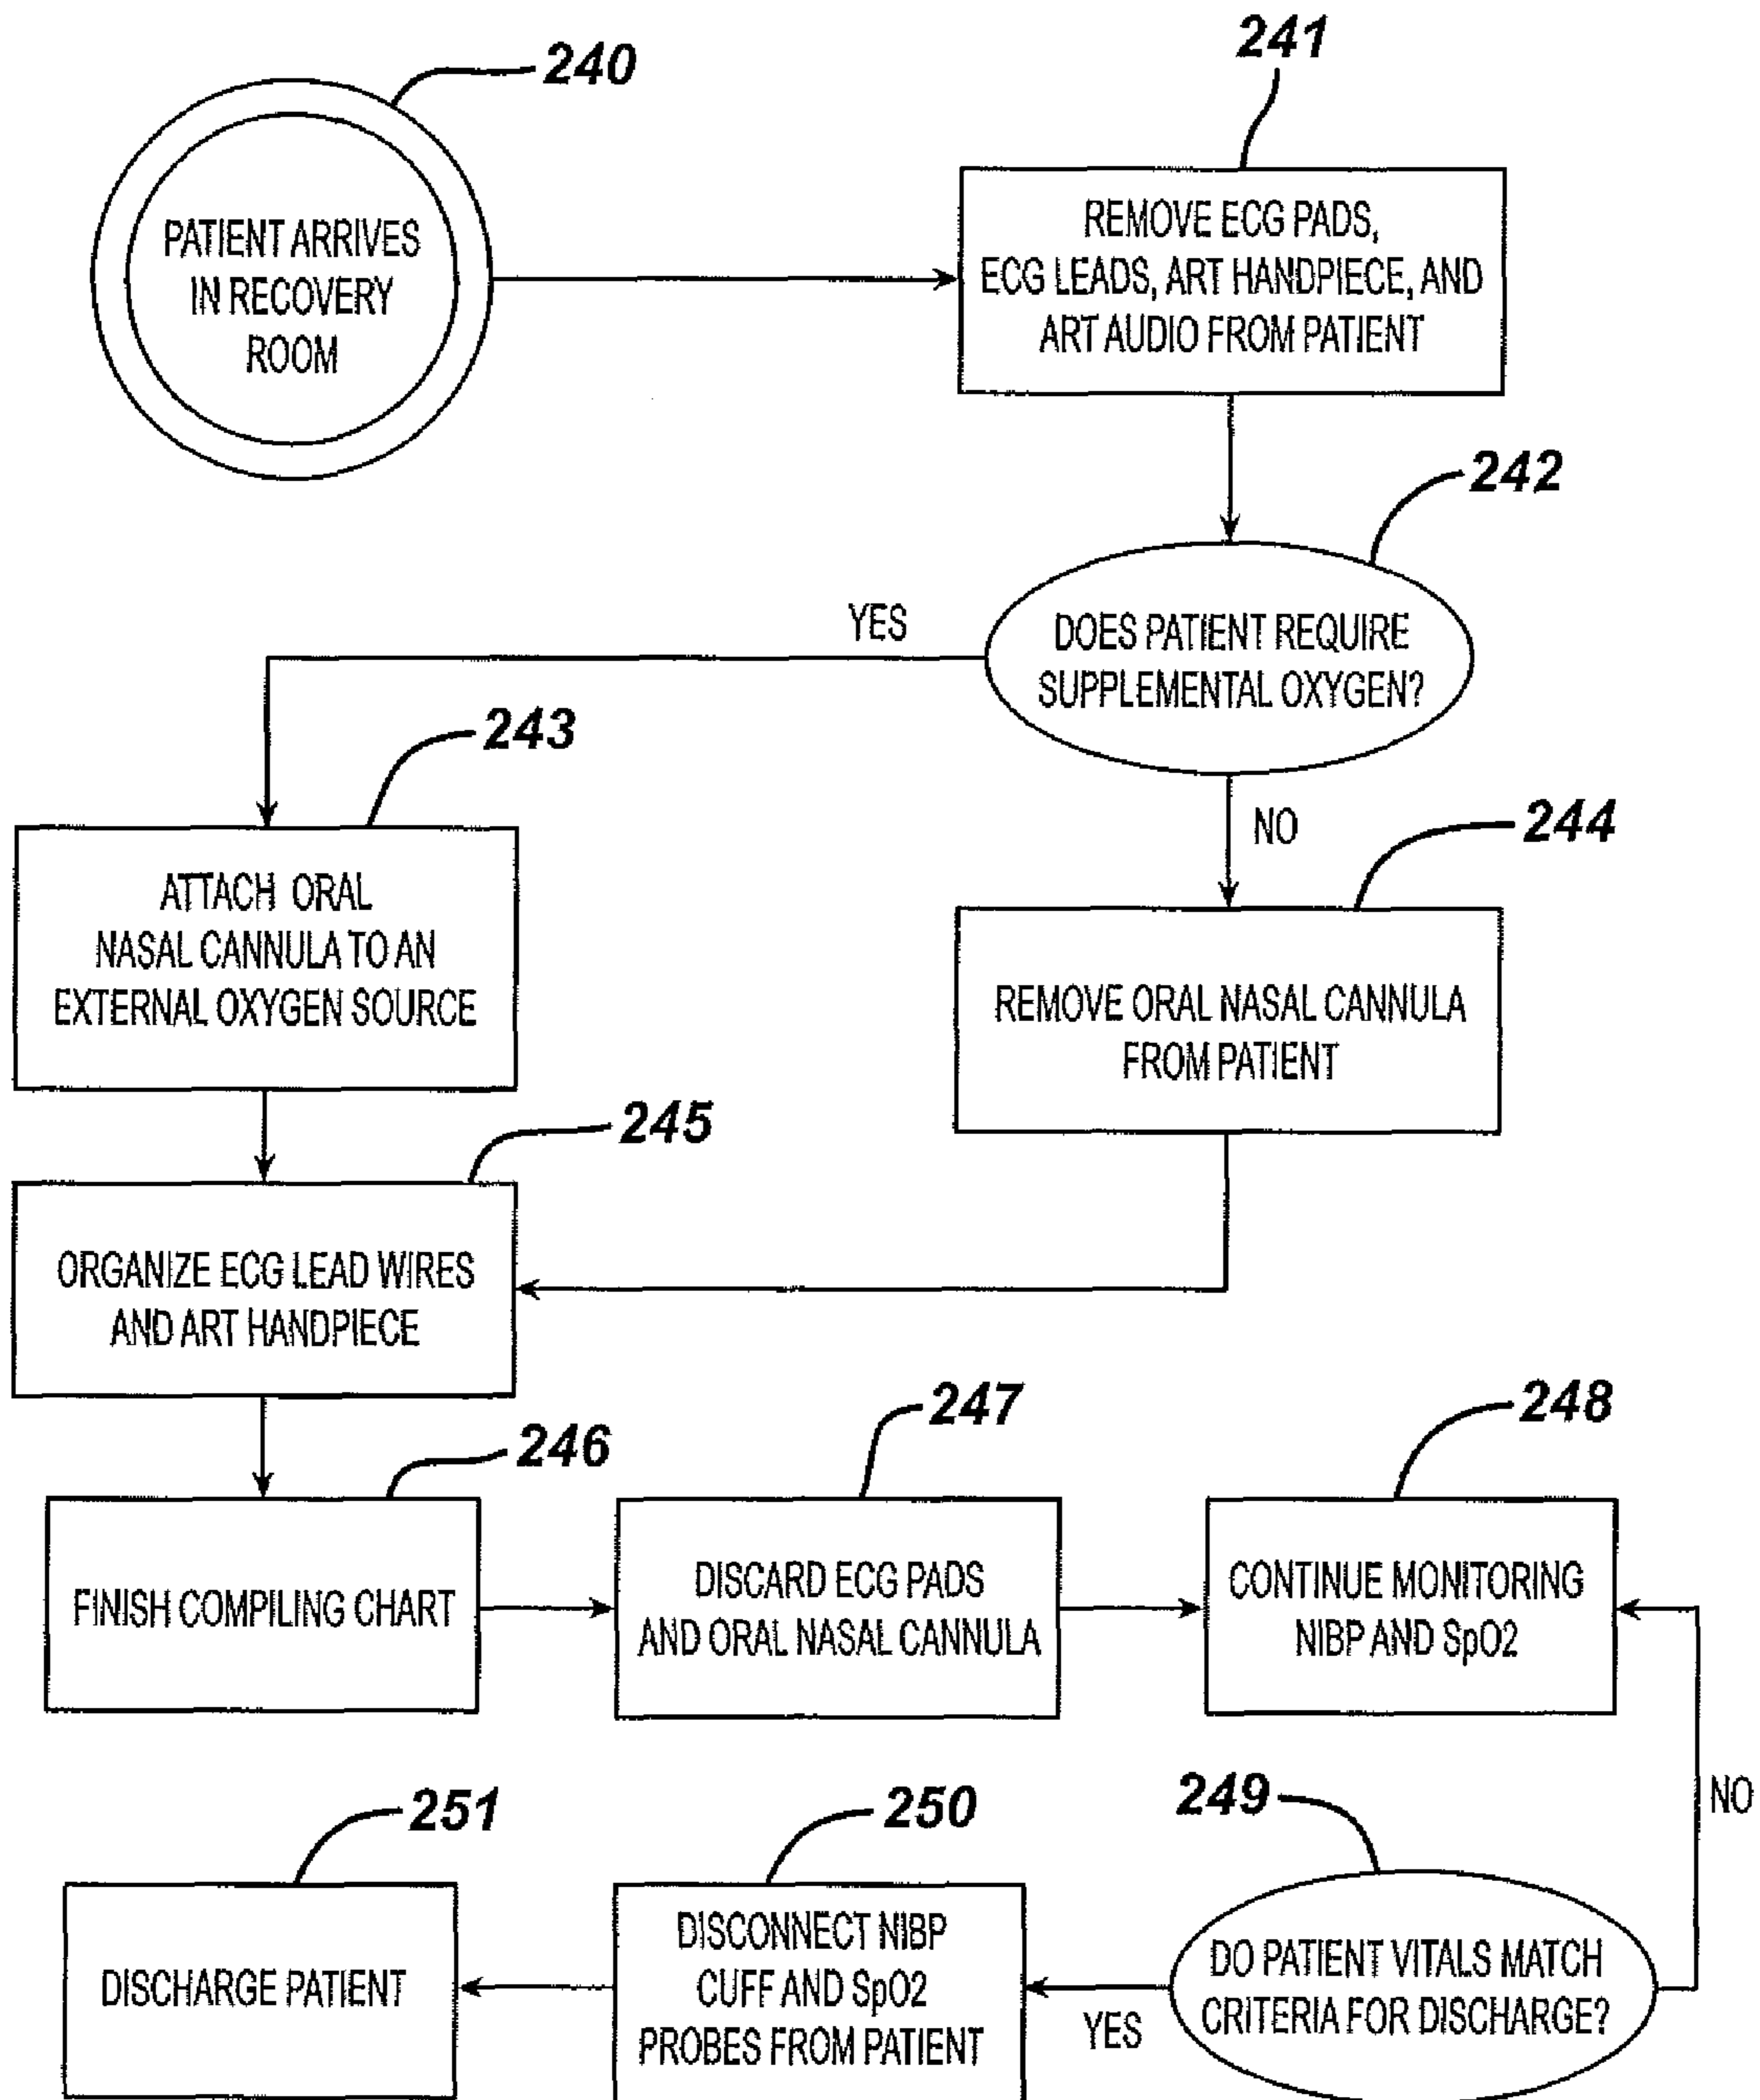 240
PATIENT ARRIVES
IN RECOVERY
ROOM
241
REMOVE ECG PADS,
ECG LEADS, ART HANDPIECE, AND
ART AUDIO FROM PATIENT
242
DOES PATIENT REQUIRE
SUPPLEMENTAL OXYGEN?
YES
NO
243
ATTACH ORAL
NASAL CANNULA TO AN
EXTERNAL OXYGEN SOURCE
244
REMOVE ORAL NASAL CANNULA
FROM PATIENT
245
ORGANIZE ECG LEAD WIRES
AND ART HANDPIECE
246
FINISH COMPILING CHART
247
DISCARD ECG PADS
AND ORAL NASAL CANNULA
248
CONTINUE MONITORING
NIBP AND SpO2
249
DO PATIENT VITALS MATCH
CRITERIA FOR DISCHARGE?
NO
YES
250
DISCONNECT NIBP
CUFF AND SpO2
PROBES FROM PATIENT
251
DISCHARGE PATIENT